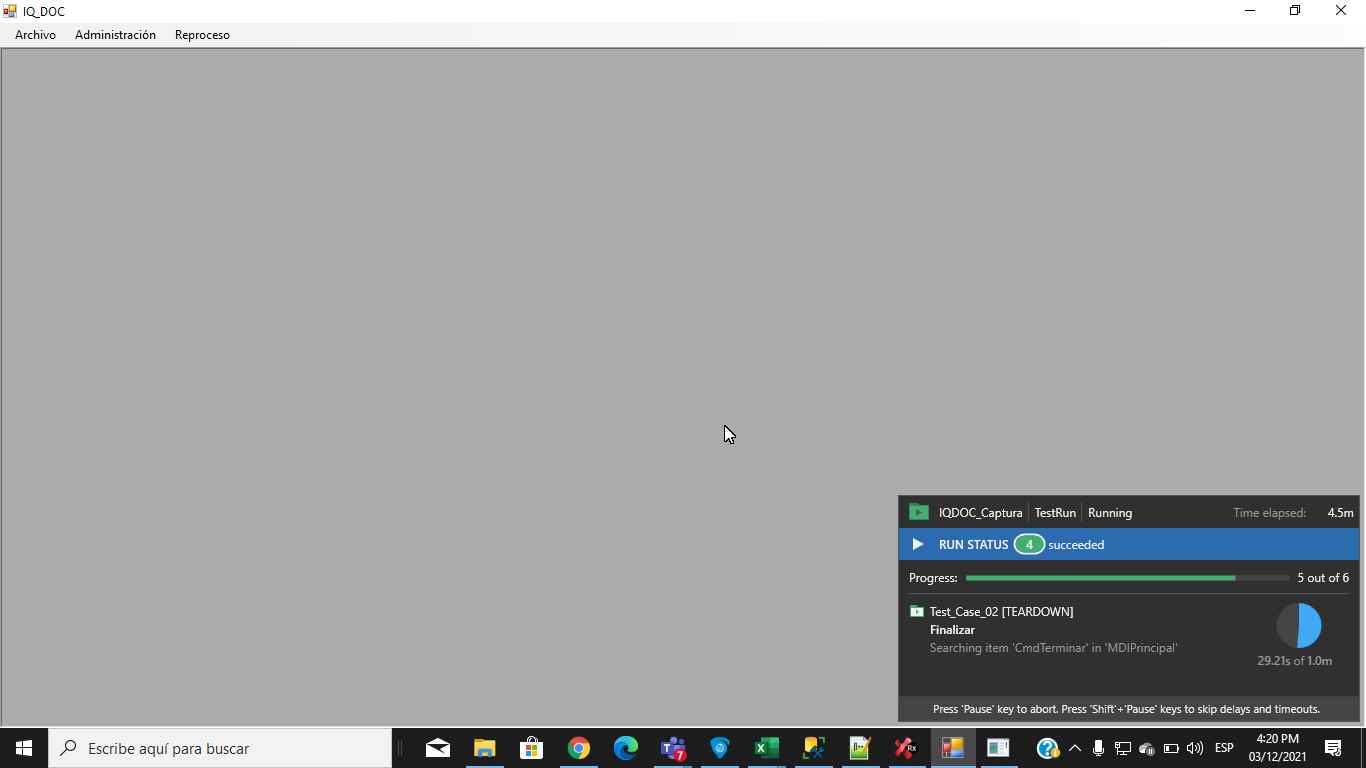 IQ_DOC
Archivo Administración Reproceso
IQDOC_Captura TestRun Running Time elapsed: 4.5m
RUN STATUS 4 succeeded
Progress: 5 out of 6
Test_Case_02 [TEARDOWN]
Finalizar
Searching item 'CmdTerminar' in 'MDIPrincipal'
29.21s of 1.0m
Press 'Pause' key to abort. Press 'Shift'+'Pause' keys to skip delays and timeouts.
Escribe aquí para buscar
7
Rx
ESP
4:20 PM
03/12/2021